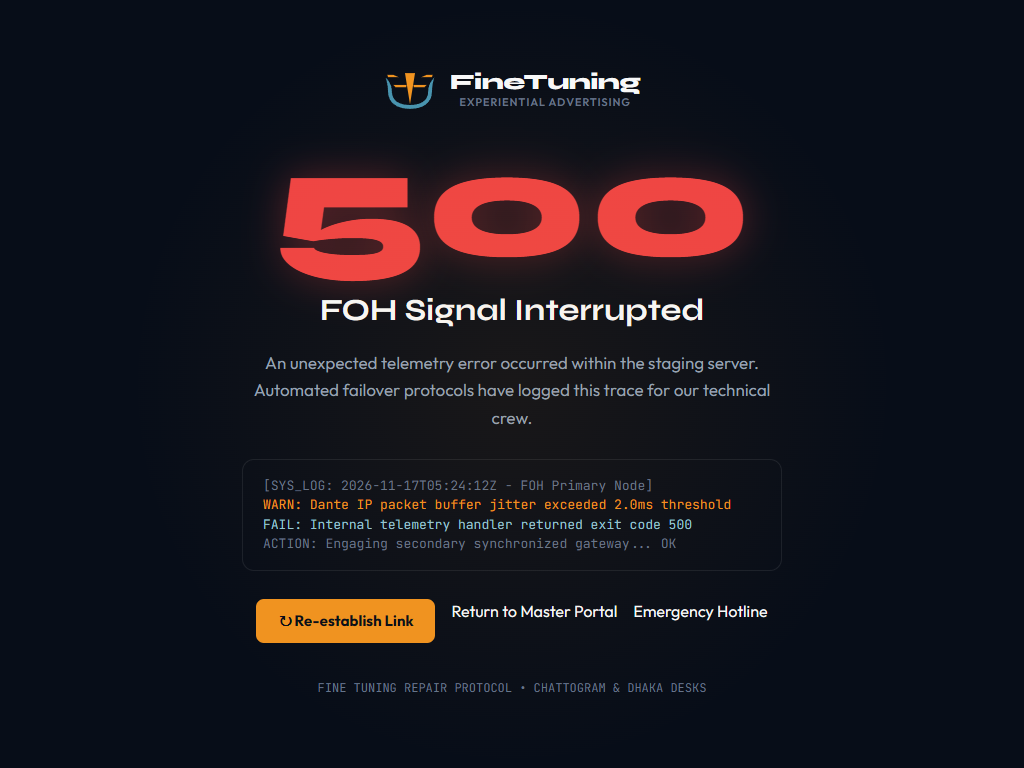 FineTuning
EXPERIENTIAL ADVERTISING
500
FOH Signal Interrupted
An unexpected telemetry error occurred within the staging server.
Automated failover protocols have logged this trace for our technical
crew.
[SYS_LOG: 2026-11-17T05:24:12Z - FOH Primary Node]
WARN: Dante IP packet buffer jitter exceeded 2.0ms threshold
FAIL: Internal telemetry handler returned exit code 500
ACTION: Engaging secondary synchronized gateway... OK
↻ Re-establish Link
Return to Master Portal
Emergency Hotline
FINE TUNING REPAIR PROTOCOL • CHATTOGRAM & DHAKA DESKS